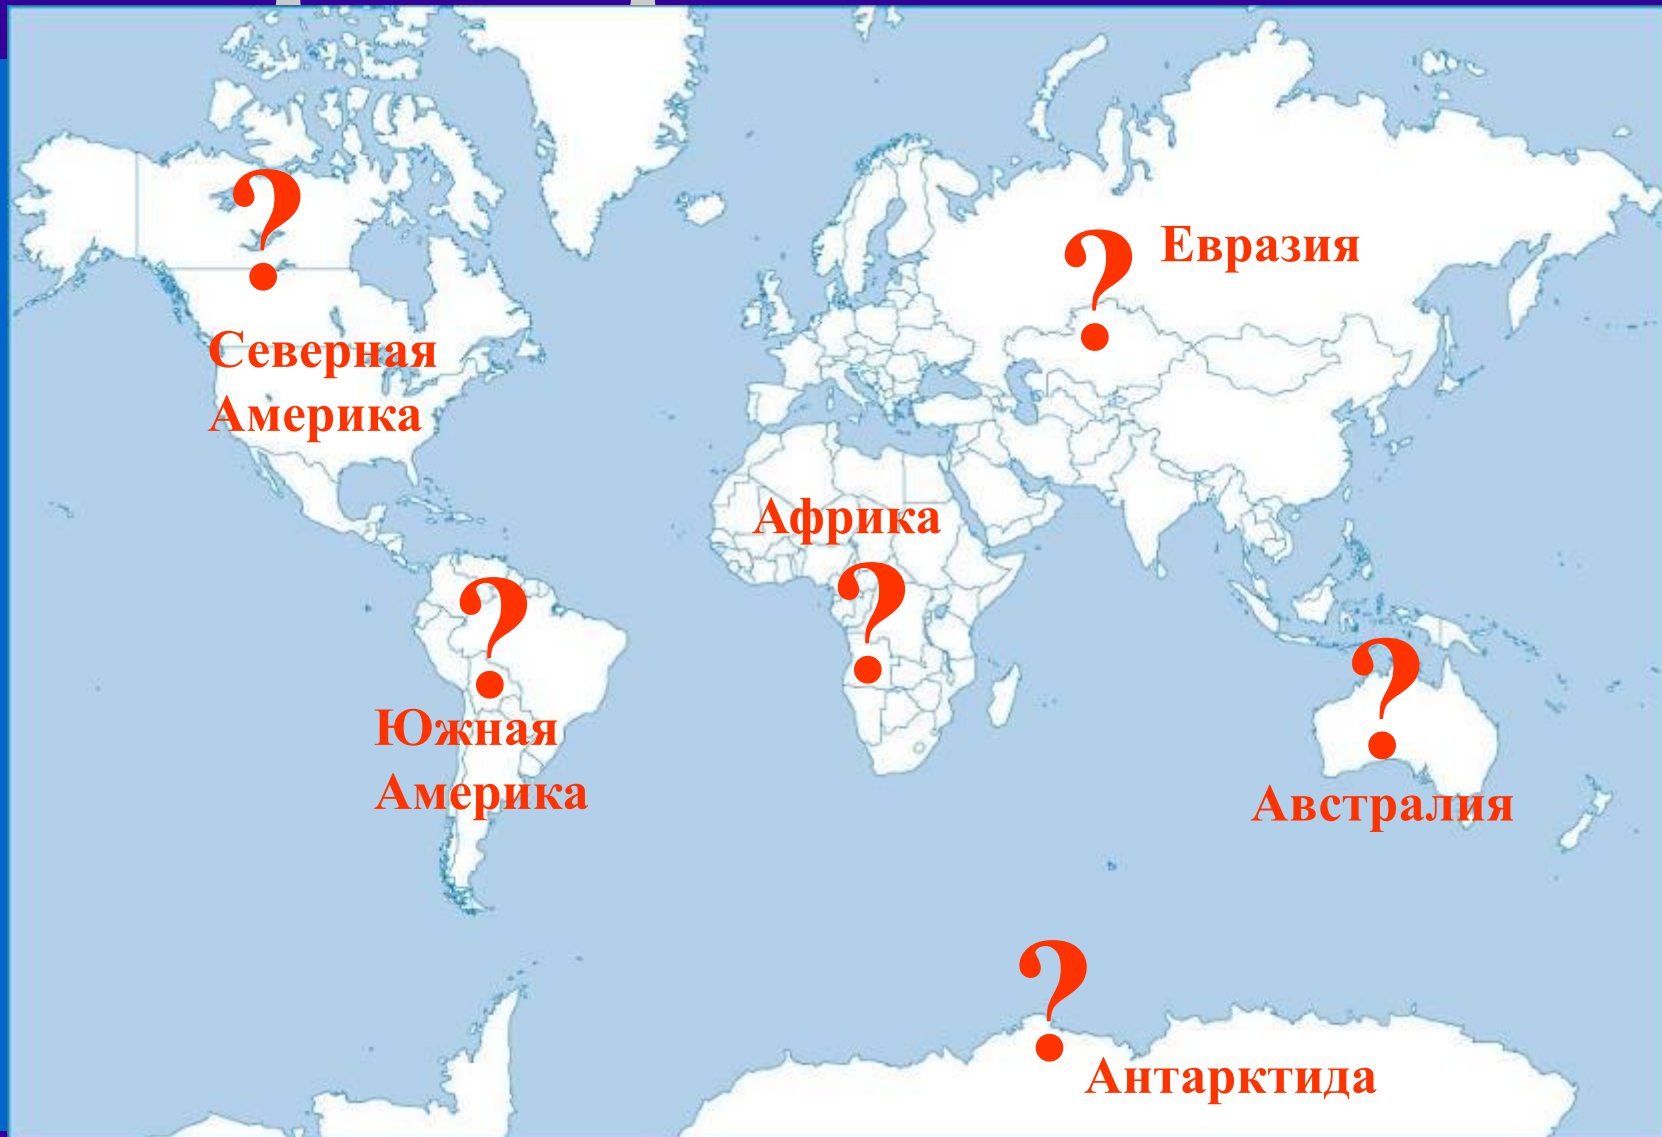 ?
?
Евразия
Северная
Америка
Африка
?
?
Южная
Америка
?
Австралия
?
Антарктида